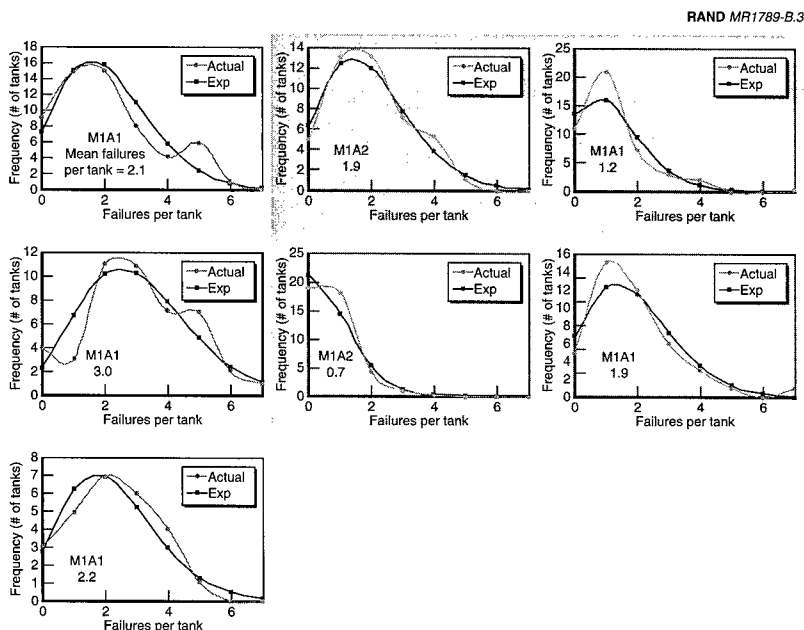 RAND MR1789-B.3
Frequency (# of tanks)
18
16
14
12
10
8
6
4
2
0
Actual
Exp
M1A1
Mean failures
per tank = 2.1
0 2 4 6
Failures per tank
Frequency (# of tanks)
14
12
10
8
6
4
2
0
Actual
Exp
M1A2
1.9
0 2 4 6
Failures per tank
Frequency (# of tanks)
25
20
15
10
5
0
Actual
Exp
M1A1
1.2
0 2 4 6
Failures per tank
Frequency (# of tanks)
12
10
8
6
4
2
0
Actual
Exp
M1A1
3.0
0 2 4 6
Failures per tank
Frequency (# of tanks)
25
20
15
10
5
0
Actual
Exp
M1A2
0.7
0 2 4 6
Failures per tank
Frequency (# of tanks)
16
14
12
10
8
6
4
2
0
Actual
Exp
M1A1
1.9
0 2 4 6
Failures per tank
Frequency (# of tanks)
8
7
6
5
4
3
2
1
0
Actual
Exp
M1A1
2.2
0 2 4 6
Failures per tank